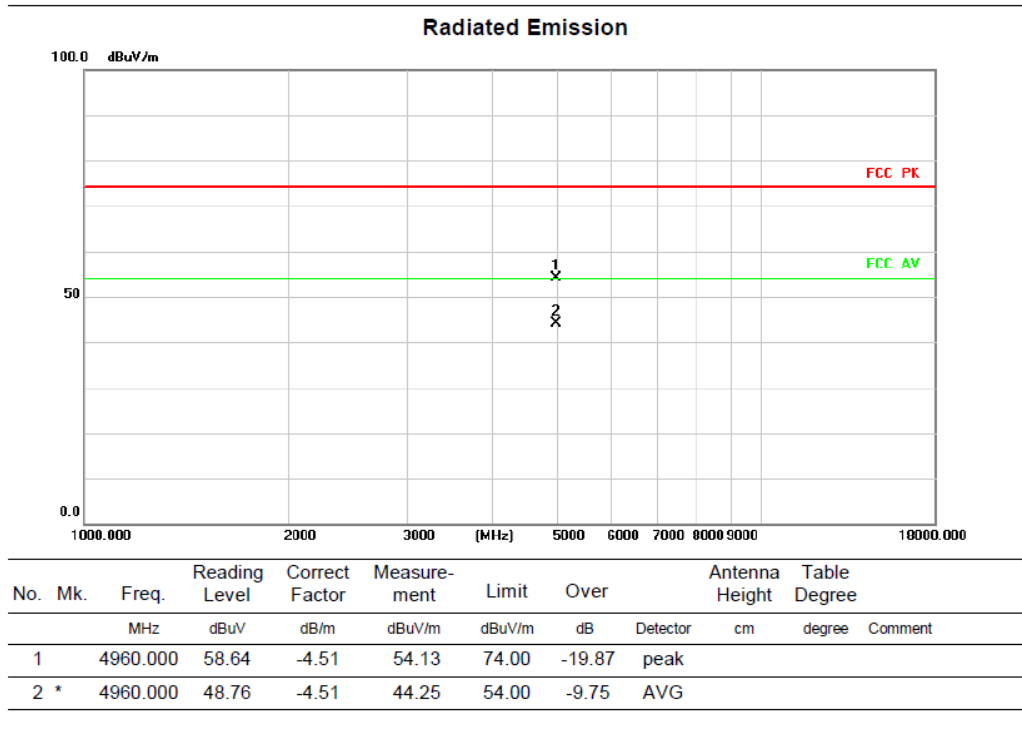 Radiated Emission
100.0 dBuV/m
FCC PK
1
FCC AV
50
2
0.0
1000.000 2000 3000 (MHz) 5000 6000 7000 8000 9000 18000.000
No. Mk. Freq. Reading Level Correct Factor Measure-ment Limit Over Antenna Height Table Degree
MHz dBuV dB/m dBuV/m dBuV/m dB Detector cm degree Comment
1 4960.000 58.64 -4.51 54.13 74.00 -19.87 peak
2 * 4960.000 48.76 -4.51 44.25 54.00 -9.75 AVG